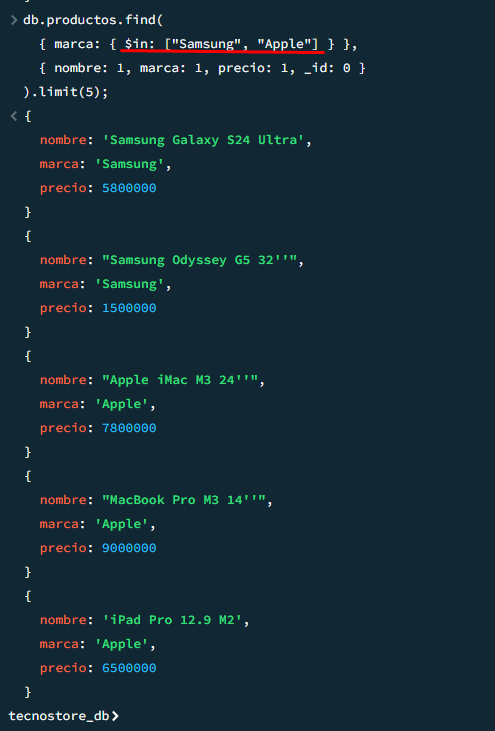 db.productos.find(
{ marca: { $in: ["Samsung", "Apple"] } },
{ nombre: 1, marca: 1, precio: 1, _id: 0 }
).limit(5);
{
nombre: 'Samsung Galaxy S24 Ultra',
marca: 'Samsung',
precio: 5800000
}
{
nombre: "Samsung Odyssey G5 32''",
marca: 'Samsung',
precio: 1500000
}
{
nombre: "Apple iMac M3 24''",
marca: 'Apple',
precio: 7800000
}
{
nombre: "MacBook Pro M3 14''",
marca: 'Apple',
precio: 9000000
}
{
nombre: 'iPad Pro 12.9 M2',
marca: 'Apple',
precio: 6500000
}
tecnostore_db>